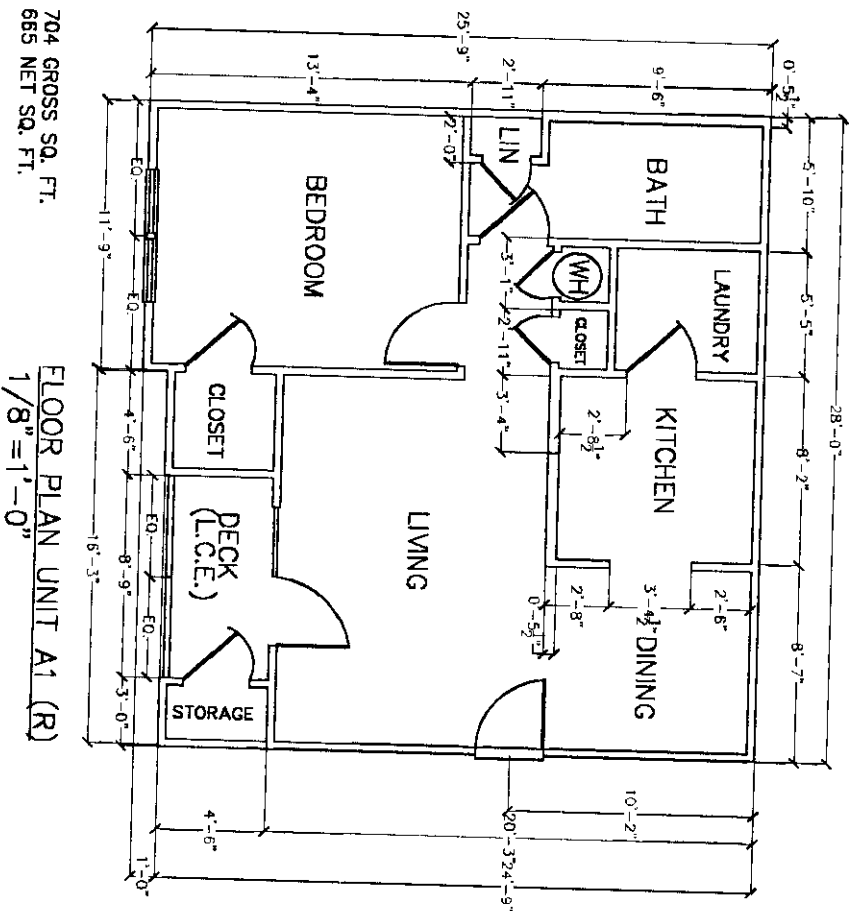 0'-5½"
28'-0"
5'-10"
5'-5"
8'-2"
8'-7"
25'-9"
9'-6"
2'-11"
13'-4"
BATH
LAUNDRY
KITCHEN
DINING
2'-6"
3'-4½"
2'-8"
0'-5½"
2'-8½"
LIN
2'-0"
WH
CLOSET
3'-1"
2'-11"
3'-4"
BEDROOM
LIVING
CLOSET
DECK
(L.C.E.)
STORAGE
10'-2"
20'-3"
24'-9"
4'-6"
1'-0"
EQ.
EQ.
11'-9"
4'-6"
EQ.
EQ.
8'-9"
3'-0"
16'-3"
FLOOR PLAN UNIT A1 (R)
1/8"=1'-0"
704 GROSS SQ. FT.
665 NET SQ. FT.